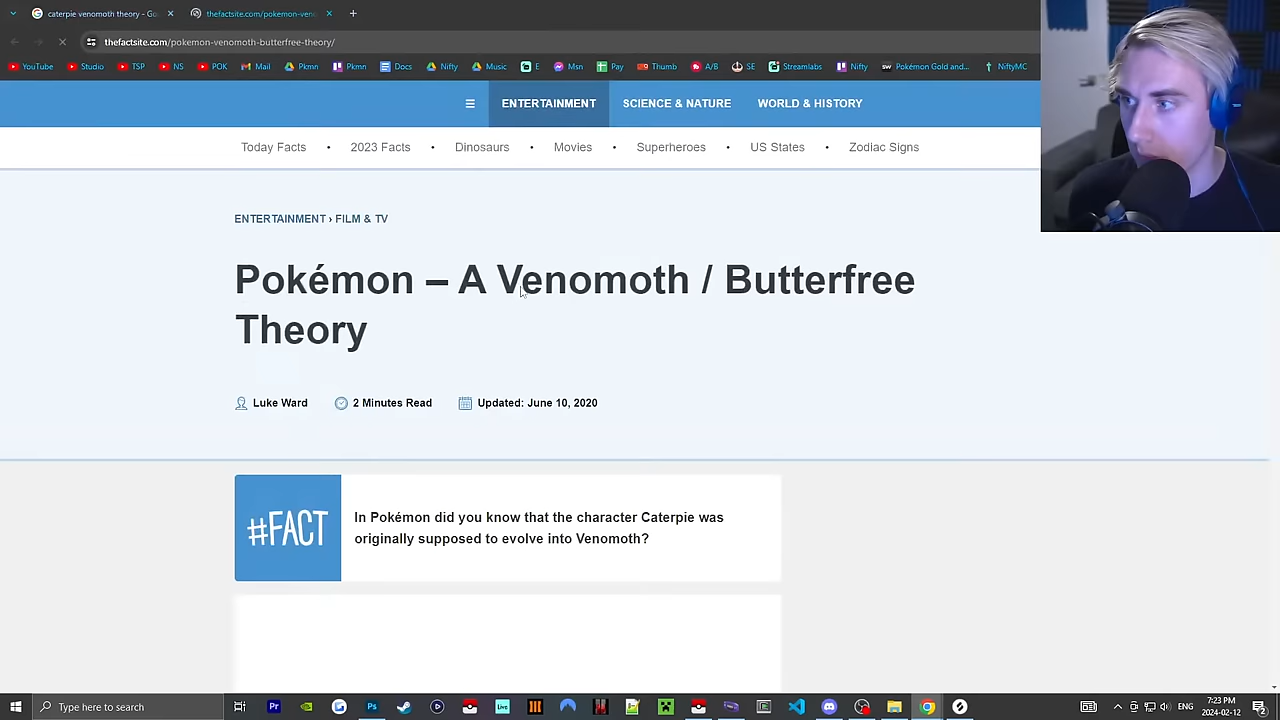 caterpie venomoth theory - Go
thefactsite.com/pokemon-ven
thefactsite.com/pokemon-venomoth-butterfree-theory/
YouTube
Studio
TSP
NS
POK
Mail
Pkmn
Pkmn
Docs
Nifty
Music
E
Msn
Pay
Thumb
A/B
SE
Streamlabs
Nifty
Pokémon Gold and...
NiftyMC
ENTERTAINMENT
SCIENCE & NATURE
WORLD & HISTORY
Today Facts • 2023 Facts • Dinosaurs • Movies • Superheroes • US States • Zodiac Signs
ENTERTAINMENT › FILM & TV
Pokémon – A Venomoth / Butterfree
Theory
Luke Ward
2 Minutes Read
Updated: June 10, 2020
#FACT
In Pokémon did you know that the character Caterpie was
originally supposed to evolve into Venomoth?
Type here to search
ENG
7:23 PM
2024-02-12